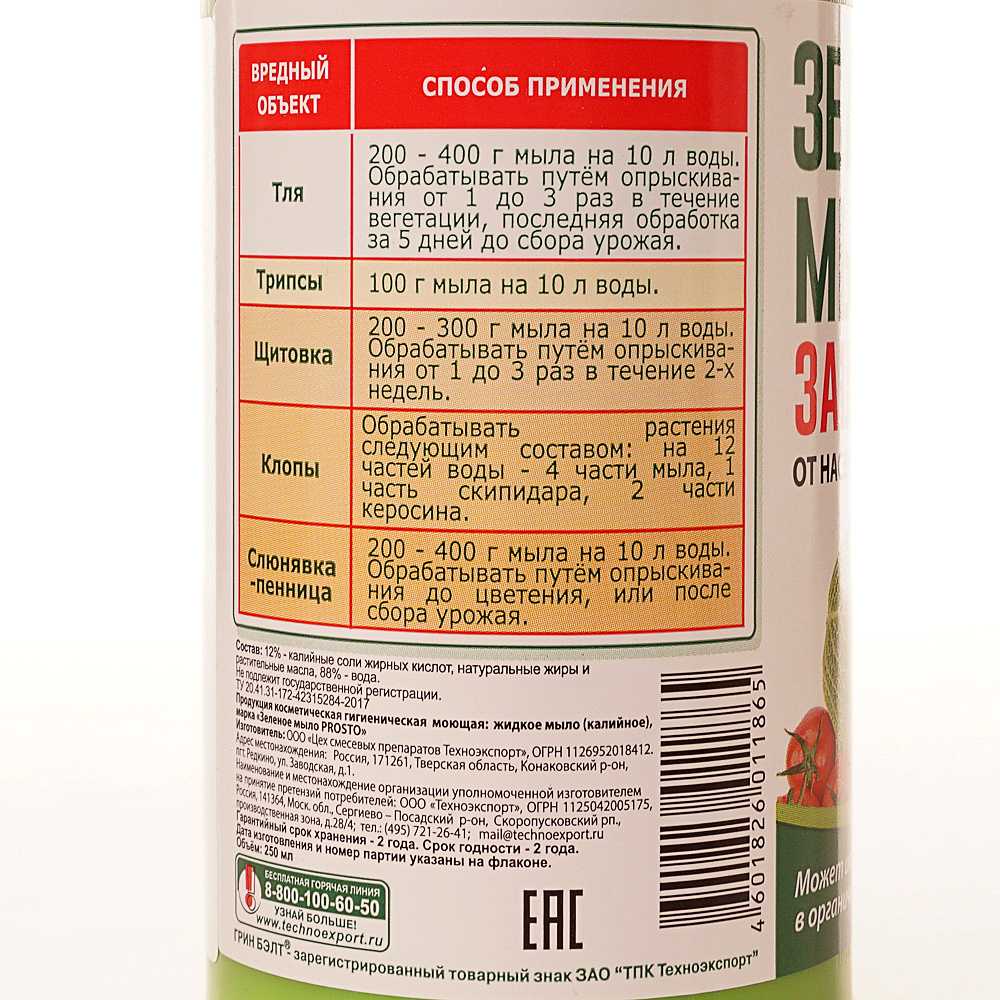 ВРЕДНЫЙ ОБЪЕКТ
СПОСОБ ПРИМЕНЕНИЯ
Тля
200 - 400 г мыла на 10 л воды.
Обрабатывать путём опрыскива-
ния от 1 до 3 раз в течение
вегетации, последняя обработка
за 5 дней до сбора урожая.
Трипсы
100 г мыла на 10 л воды.
Щитовка
200 - 300 г мыла на 10 л воды.
Обрабатывать путём опрыскива-
ния от 1 до 3 раз в течение 2-х
недель.
Клопы
Обрабатывать растения
следующим составом: на 12
частей воды - 4 части мыла, 1
часть скипидара, 2 части
керосина.
Слюнявка
-пенница
200 - 400 г мыла на 10 л воды.
Обрабатывать путём опрыскива-
ния до цветения, или после
сбора урожая.
Состав: 12% - калийные соли жирных кислот, натуральные жиры и
растительные масла, 88% - вода.
Не подлежит государственной регистрации.
ТУ 20.41.31-172-42315284-2017
Продукция косметическая гигиеническая моющая: жидкое мыло (калийное),
марка «Зеленое мыло PROSTO»
Изготовитель: ООО «Цех смесевых препаратов Техноэкспорт», ОГРН 1126952018412.
Адрес местонахождения: Россия, 171261, Тверская область, Конаковский р-он,
пгт. Редкино, ул. Заводская, д.1.
Наименование и местонахождение организации уполномоченной изготовителем
на принятие претензий потребителей: ООО «Техноэкспорт», ОГРН 1125042005175,
Россия, 141364, Моск. обл., Сергиево – Посадский р-он, Скоропусковский рп.,
производственная зона, д.28/4; тел.: (495) 721-26-41; mail@technoexport.ru
Гарантийный срок хранения - 2 года. Срок годности - 2 года.
Дата изготовления и номер партии указаны на флаконе.
Объём: 250 мл
БЕСПЛАТНАЯ ГОРЯЧАЯ ЛИНИЯ
8-800-100-60-50
УЗНАЙ БОЛЬШЕ!
www.technoexport.ru
EAC
4 601826 011865
ГРИН БЭЛТ® - зарегистрированный товарный знак ЗАО “ТПК Техноэкспорт”
ЗЕ
М
ЗА
ОТ НАС
Может
в орган